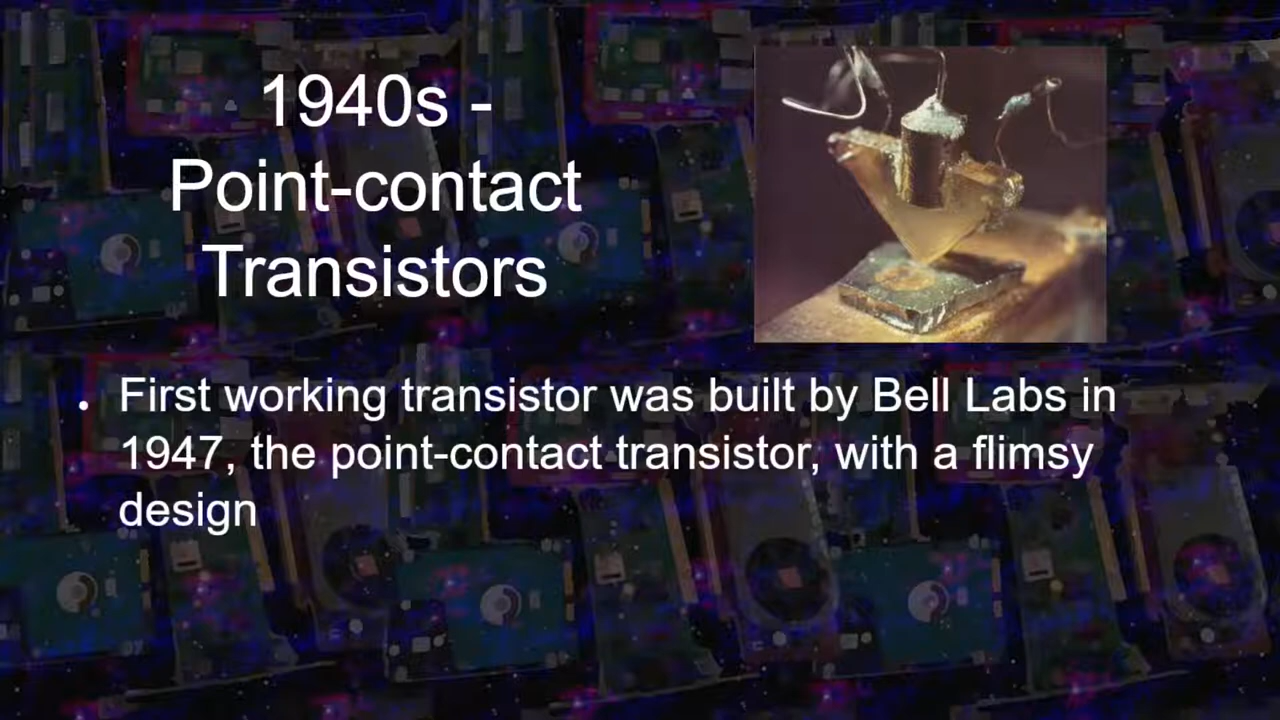 1940s -
Point-contact
Transistors
• First working transistor was built by Bell Labs in
1947, the point-contact transistor, with a flimsy
design